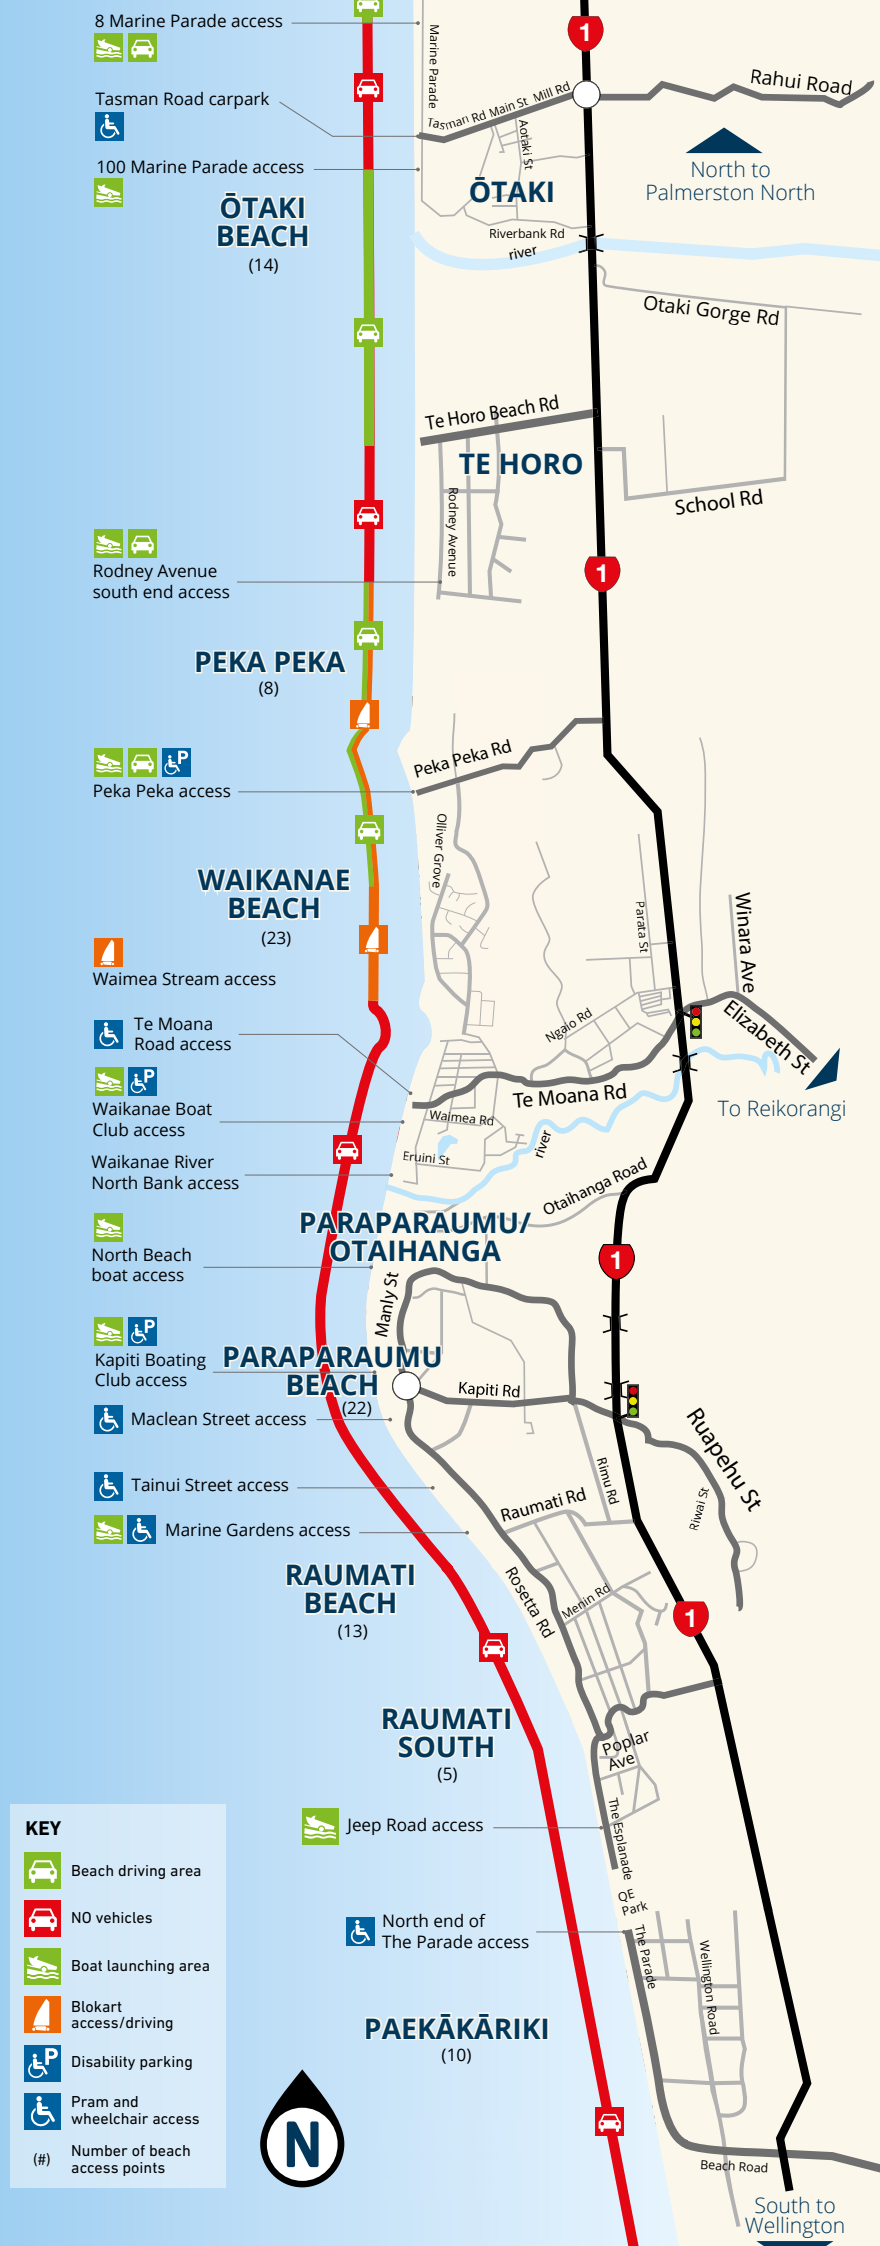 8 Marine Parade access
Marine Parade
1
Rahui Road
Tasman Road carpark
Tasman Rd Main St Mill Rd
Aotaki St
North to
Palmerston North
100 Marine Parade access
ŌTAKI
BEACH
(14)
ŌTAKI
Riverbank Rd
river
Otaki Gorge Rd
Te Horo Beach Rd
TE HORO
School Rd
Rodney Avenue
1
Rodney Avenue
south end access
PEKA PEKA
(8)
Peka Peka Rd
P
Peka Peka access
Olliver Grove
WAIKANAE
BEACH
(23)
Parata St
Winara Ave
Waimea Stream access
Ngaio Rd
Elizabeth St
Te Moana
Road access
Te Moana Rd
To Reikorangi
P
Waikanae Boat
Club access
Waimea Rd
river
Eruini St
Waikanae River
North Bank access
Otaihanga Road
PARAPARAUMU/
OTAIHANGA
North Beach
boat access
1
Manly St
P
Kapiti Boating
Club access
PARAPARAUMU
BEACH
(22)
Kapiti Rd
Maclean Street access
Ruapehu St
Rimu Rd
Riwai St
Tainui Street access
Raumati Rd
Marine Gardens access
RAUMATI
BEACH
(13)
Rosetta Rd
Menin Rd
1
RAUMATI
SOUTH
(5)
Poplar
Ave
Jeep Road access
The Esplanade
QE
Park
North end of
The Parade access
The Parade
Wellington Road
PAEKĀKĀRIKI
(10)
Beach Road
South to
Wellington
N
KEY
Beach driving area
NO vehicles
Boat launching area
Blokart
access/driving
P
Disability parking
Pram and
wheelchair access
(#)
Number of beach
access points